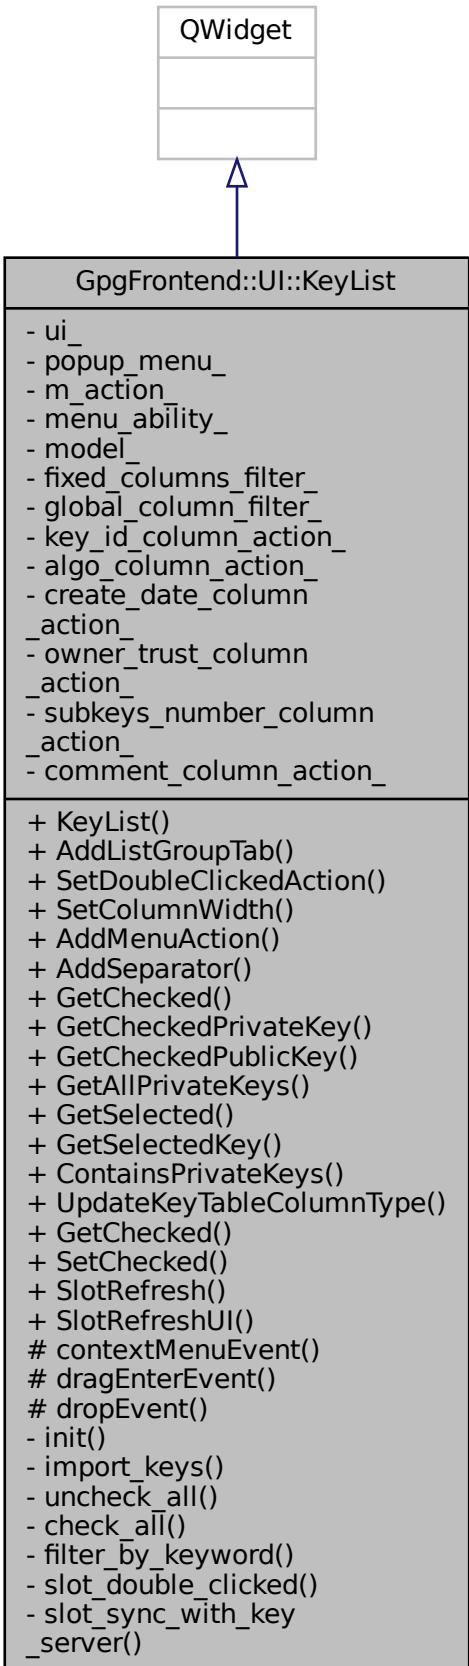 QWidget
GpgFrontend::UI::KeyList
- ui_
- popup_menu_
- m_action_
- menu_ability_
- model_
- fixed_columns_filter_
- global_column_filter_
- key_id_column_action_
- algo_column_action_
- create_date_column
_action_
- owner_trust_column
_action_
- subkeys_number_column
_action_
- comment_column_action_
+ KeyList()
+ AddListGroupTab()
+ SetDoubleClickedAction()
+ SetColumnWidth()
+ AddMenuAction()
+ AddSeparator()
+ GetChecked()
+ GetCheckedPrivateKey()
+ GetCheckedPublicKey()
+ GetAllPrivateKeys()
+ GetSelected()
+ GetSelectedKey()
+ ContainsPrivateKeys()
+ UpdateKeyTableColumnType()
+ GetChecked()
+ SetChecked()
+ SlotRefresh()
+ SlotRefreshUI()
# contextMenuEvent()
# dragEnterEvent()
# dropEvent()
- init()
- import_keys()
- uncheck_all()
- check_all()
- filter_by_keyword()
- slot_double_clicked()
- slot_sync_with_key
_server()